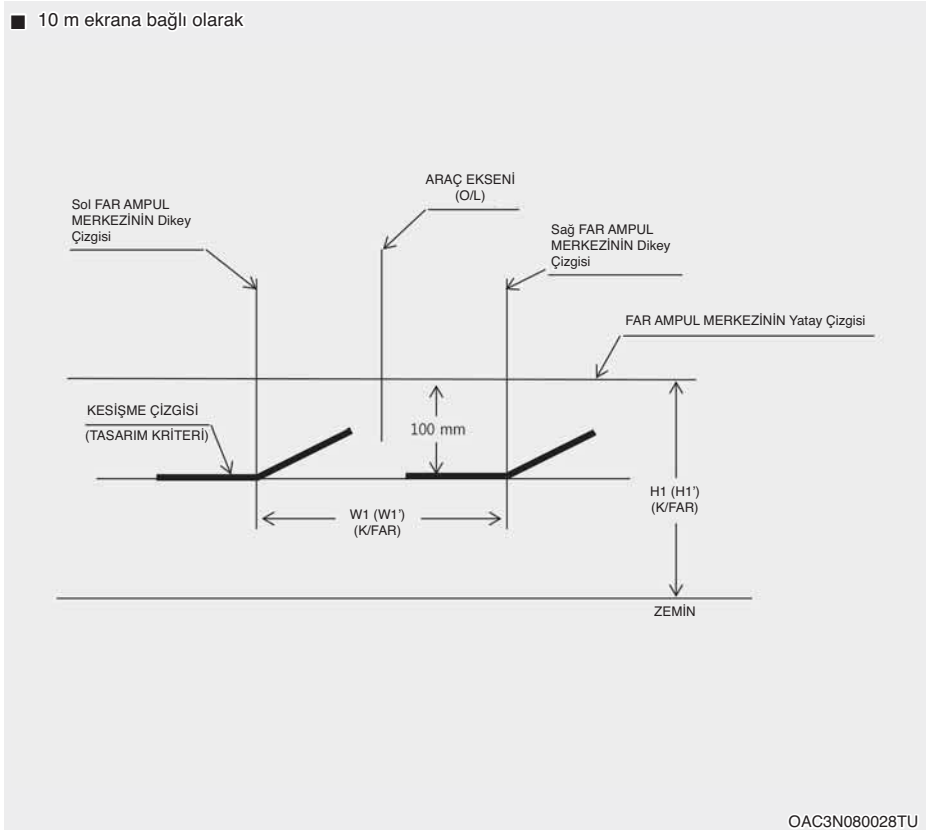 ■ 10 m ekrana bağlı olarak
ARAÇ EKSENİ
(O/L)
Sol FAR AMPUL
MERKEZİNİN Dikey
Çizgisi
Sağ FAR AMPUL
MERKEZİNİN Dikey
Çizgisi
FAR AMPUL MERKEZİNİN Yatay Çizgisi
KESİŞME ÇİZGİSİ
(TASARIM KRİTERİ)
100 mm
H1 (H1')
(K/FAR)
W1 (W1')
(K/FAR)
ZEMİN
OAC3N080028TU